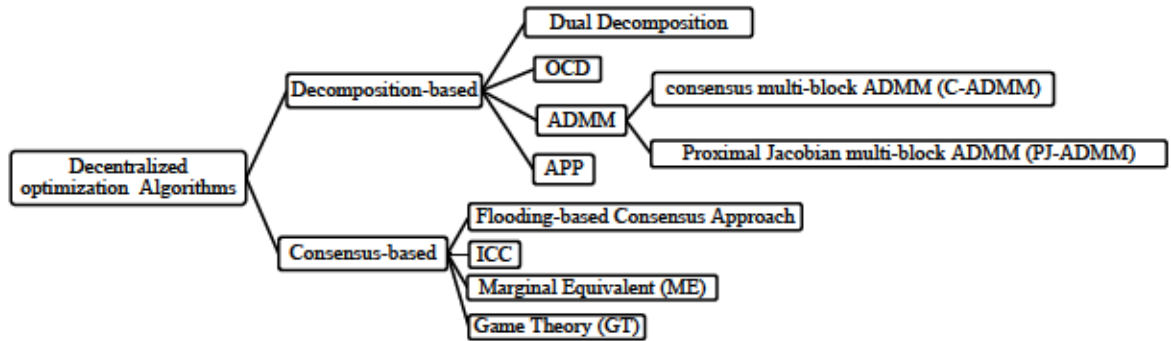 Dual Decomposition
OCD
Decomposition-based
consensus multi-block ADMM (C-ADMM)
ADMM
Proximal Jacobian multi-block ADMM (PJ-ADMM)
APP
Decentralized
optimization Algorithms
Flooding-based Consensus Approach
Consensus-based
ICC
Marginal Equivalent (ME)
Game Theory (GT)